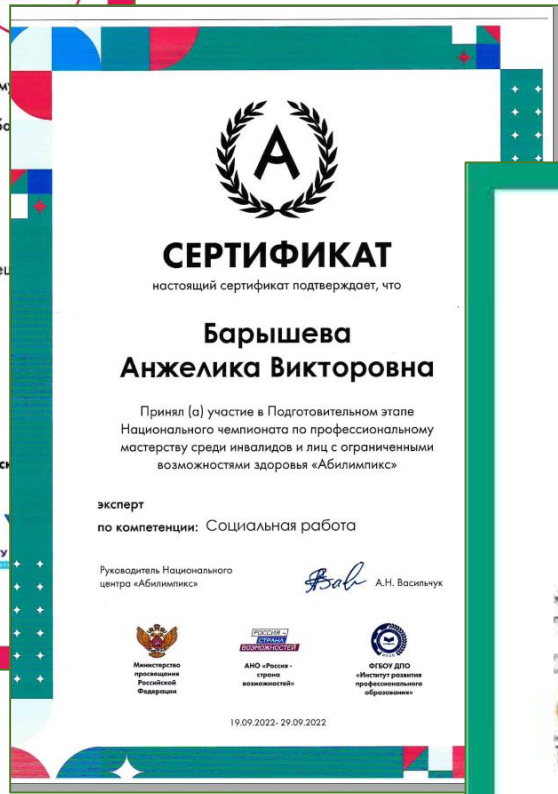 А
СЕРТИФИКАТ
настоящий сертификат подтверждает, что
Барышева
Анжелика Викторовна
Принял (а) участие в Подготовительном этапе
Национального чемпионата по профессиональному
мастерству среди инвалидов и лиц с ограниченными
возможностями здоровья «Абилимпикс»
эксперт
по компетенции: Социальная работа
Руководитель Национального
центра «Абилимпикс»
А.Н. Васильчук
Министерство
просвещения
Российской
Федерации
РОССИЯ –
СТРАНА
ВОЗМОЖНОСТЕЙ
АНО «Россия -
страна
возможностей»
ФГБОУ ДПО
«Институт развития
профессионального
образования»
19.09.2022- 29.09.2022